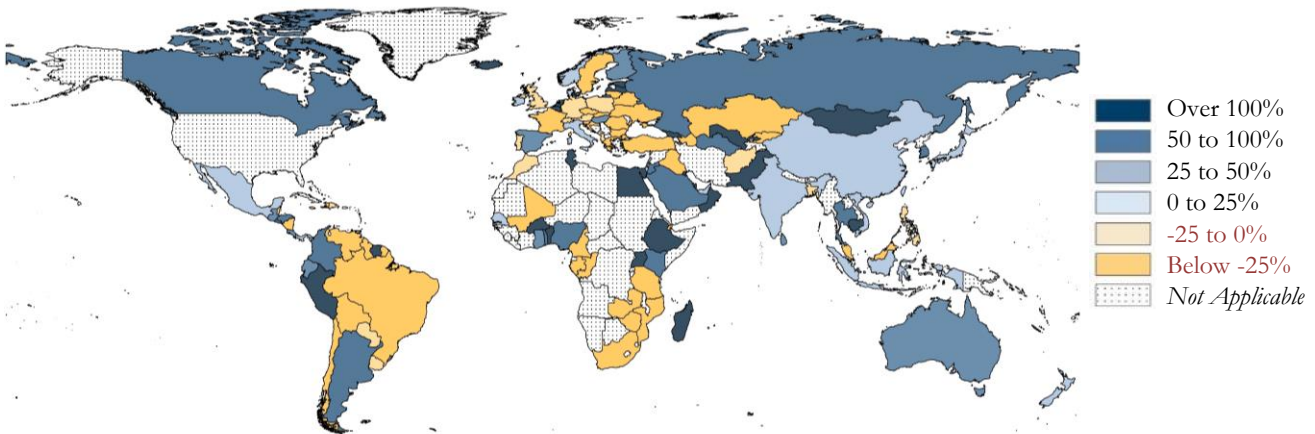 Over 100%
50 to 100%
25 to 50%
0 to 25%
-25 to 0%
Below -25%
Not Applicable